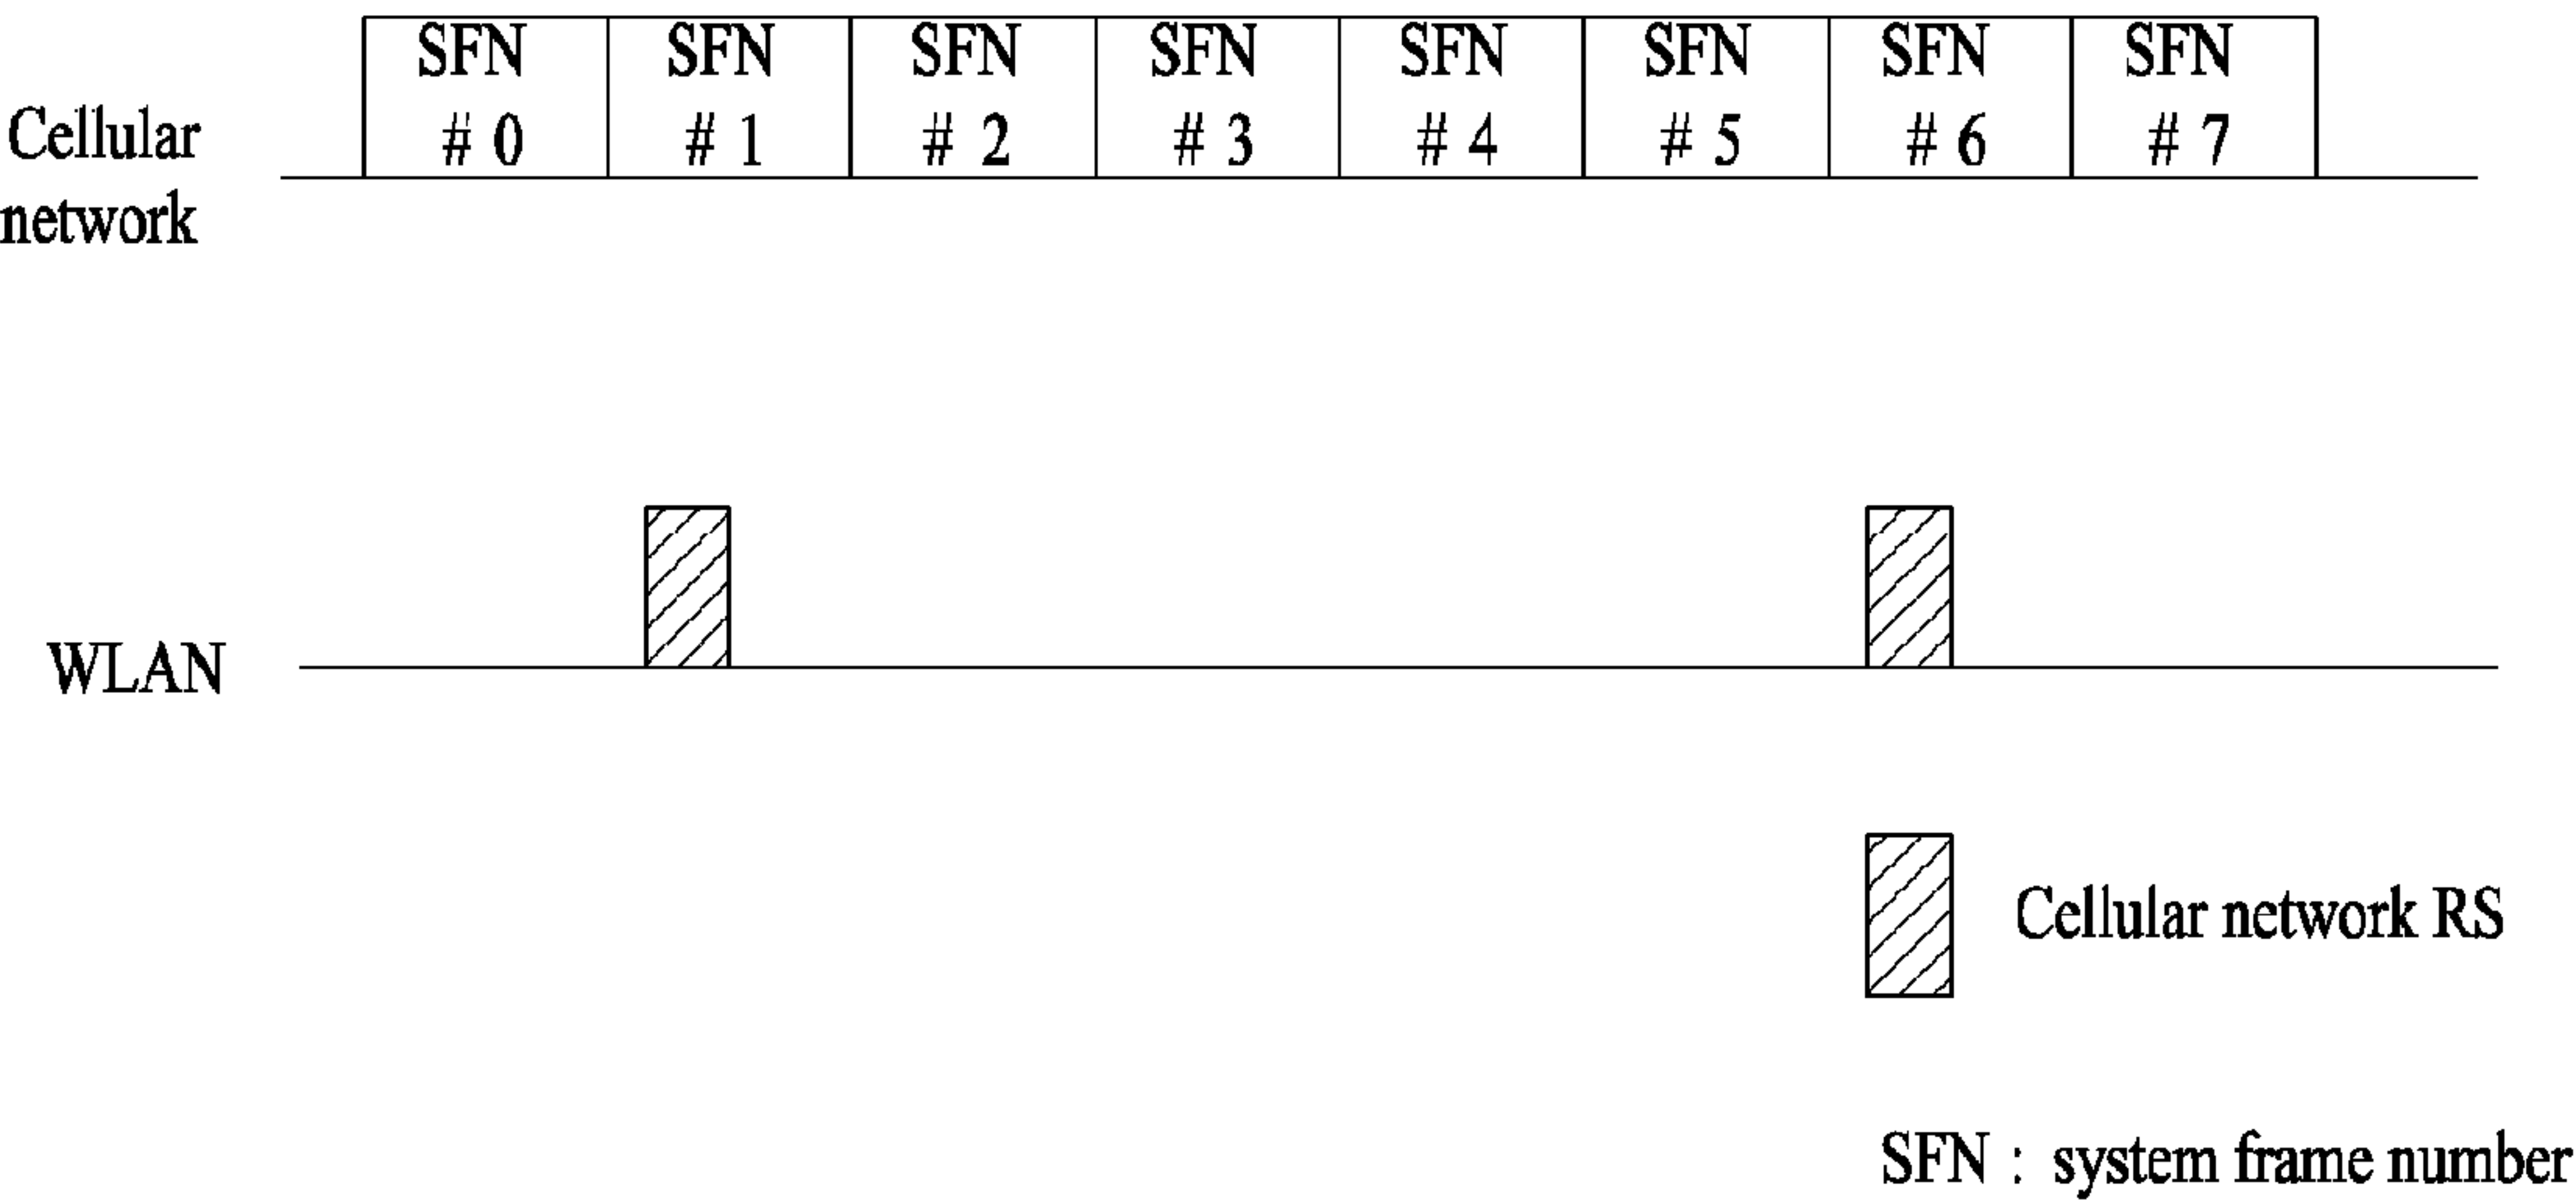 SFN SFN SFN SFN SFN SFN SFN SFN
# 0 # 1 # 2 # 3 # 4 # 5 # 6 # 7
Cellular
network
WLAN
Cellular network RS
SFN : system frame number